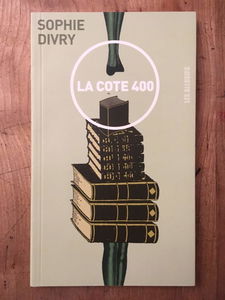 SOPHIE
DIVRY
LA COTE 400
LES ALLUSIFS